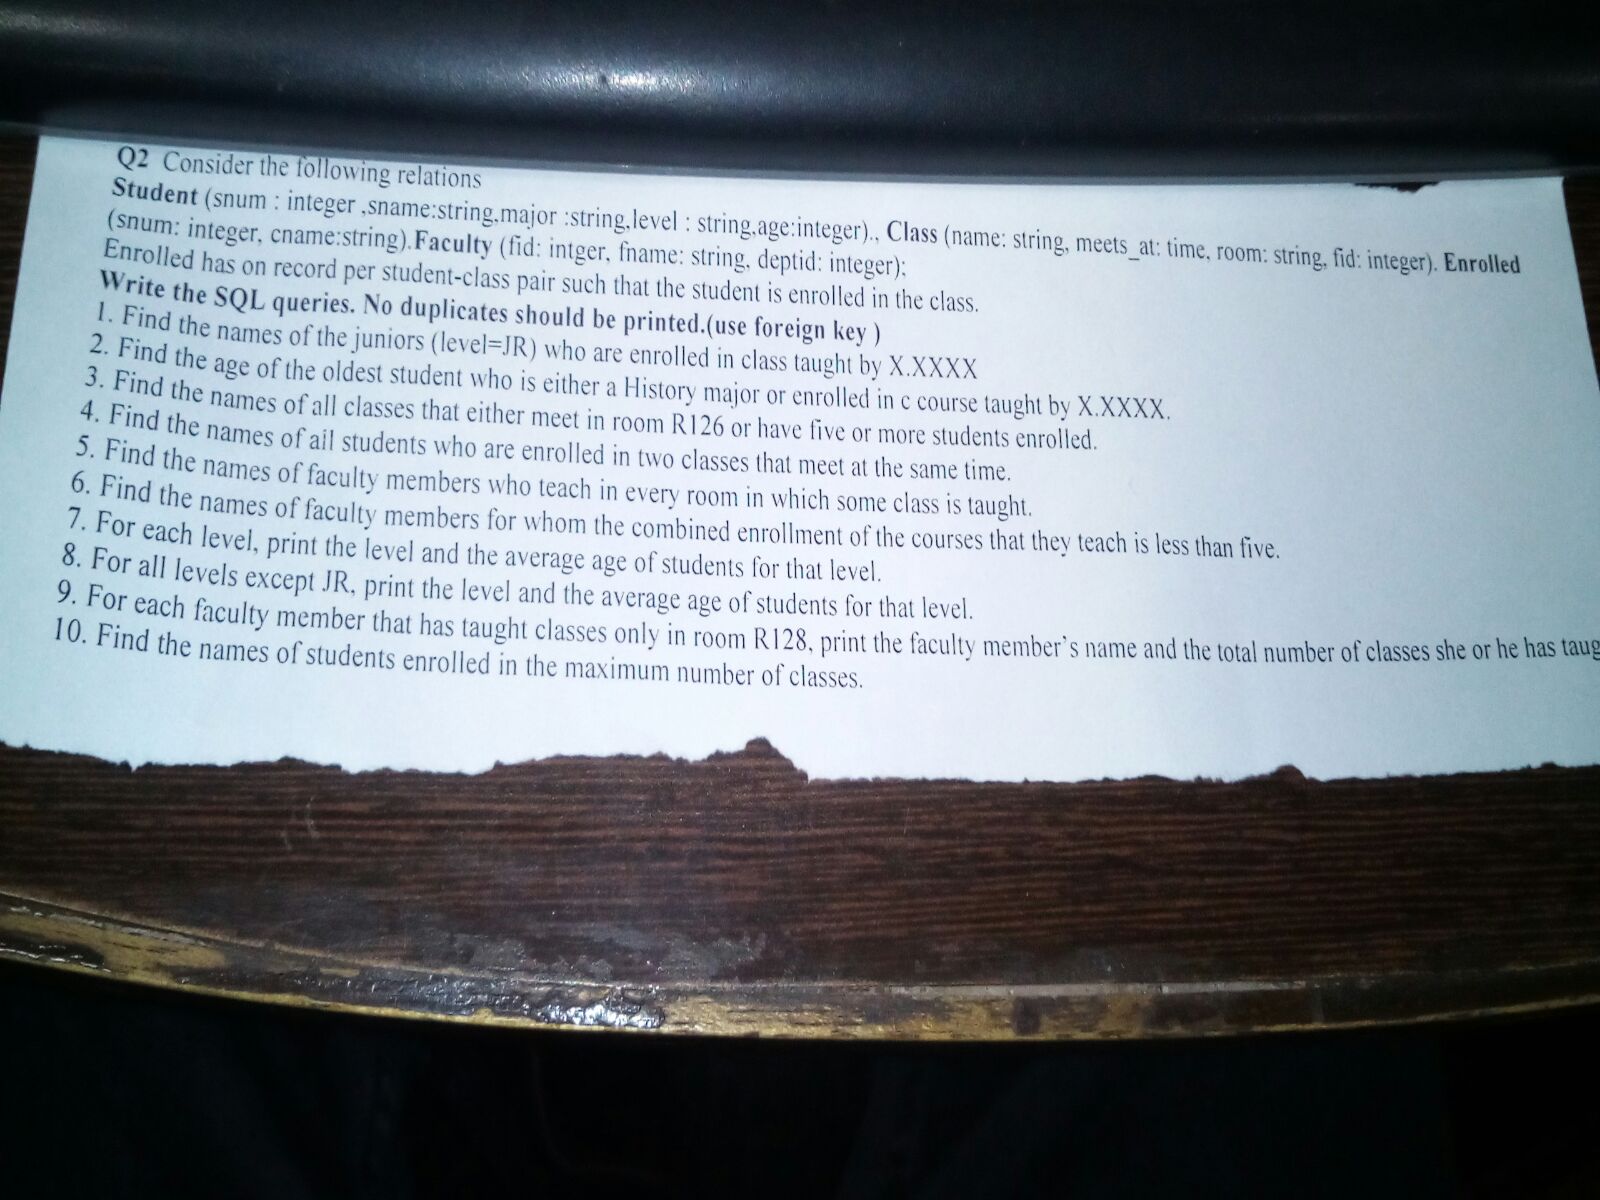 Q2 Consider the following relations
Student (snum : integer ,sname:string,major :string,level : string,age:integer)., Class (name: string, meets_at: time, room: string, fid: integer). Enrolled
(snum: integer, cname:string).Faculty (fid: intger, fname: string, deptid: integer);
Enrolled has on record per student-class pair such that the student is enrolled in the class.
Write the SQL queries. No duplicates should be printed.(use foreign key )
1. Find the names of the juniors (level=JR) who are enrolled in class taught by X.XXXX
2. Find the age of the oldest student who is either a History major or enrolled in c course taught by X.XXXX.
3. Find the names of all classes that either meet in room R126 or have five or more students enrolled.
4. Find the names of ail students who are enrolled in two classes that meet at the same time.
5. Find the names of faculty members who teach in every room in which some class is taught.
6. Find the names of faculty members for whom the combined enrollment of the courses that they teach is less than five.
7. For each level, print the level and the average age of students for that level.
8. For all levels except JR, print the level and the average age of students for that level.
9. For each faculty member that has taught classes only in room R128, print the faculty member's name and the total number of classes she or he has taug
10. Find the names of students enrolled in the maximum number of classes.